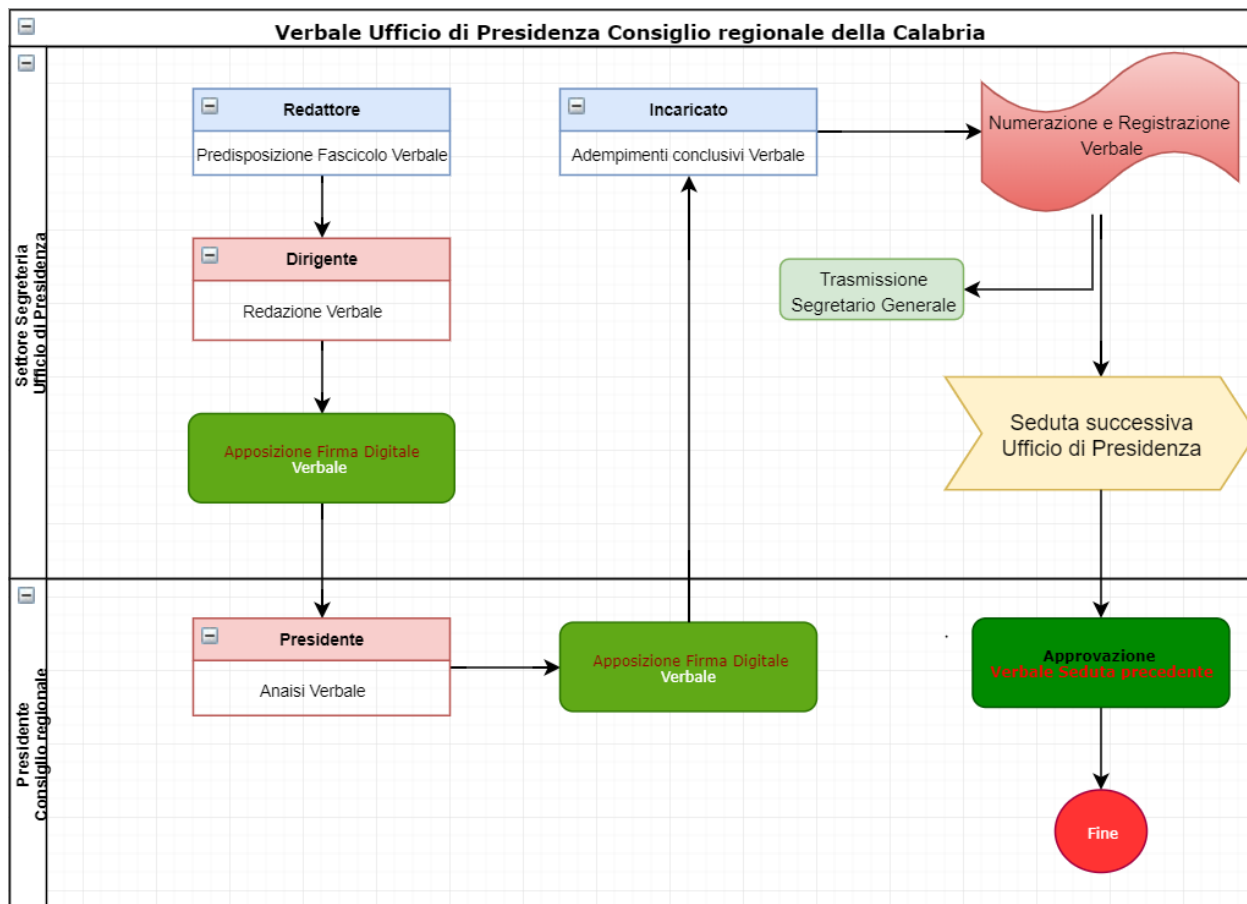 Verbale Ufficio di Presidenza Consiglio regionale della Calabria
Settore Segreteria
Ufficio di Presidenza
Redattore
Predisposizione Fascicolo Verbale
Dirigente
Redazione Verbale
Apposizione Firma Digitale
Verbale
Incaricato
Adempimenti conclusivi Verbale
Numerazione e Registrazione
Verbale
Trasmissione
Segretario Generale
Seduta successiva
Ufficio di Presidenza
Presidente
Consiglio regionale
Presidente
Anaisi Verbale
Apposizione Firma Digitale
Verbale
Approvazione
Verbale Seduta precedente
Fine